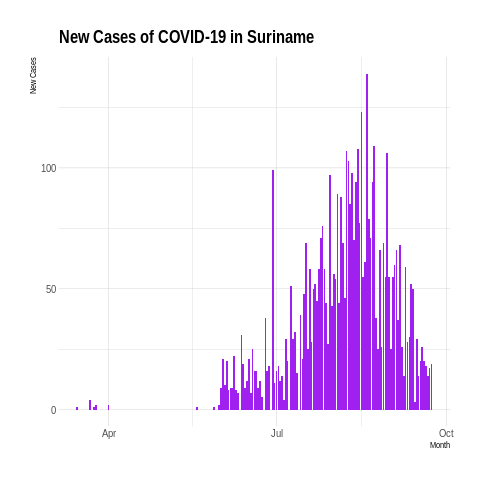 New Cases of COVID-19 in Suriname
New Cases
100
50
0
Apr
Jul
Oct
Month